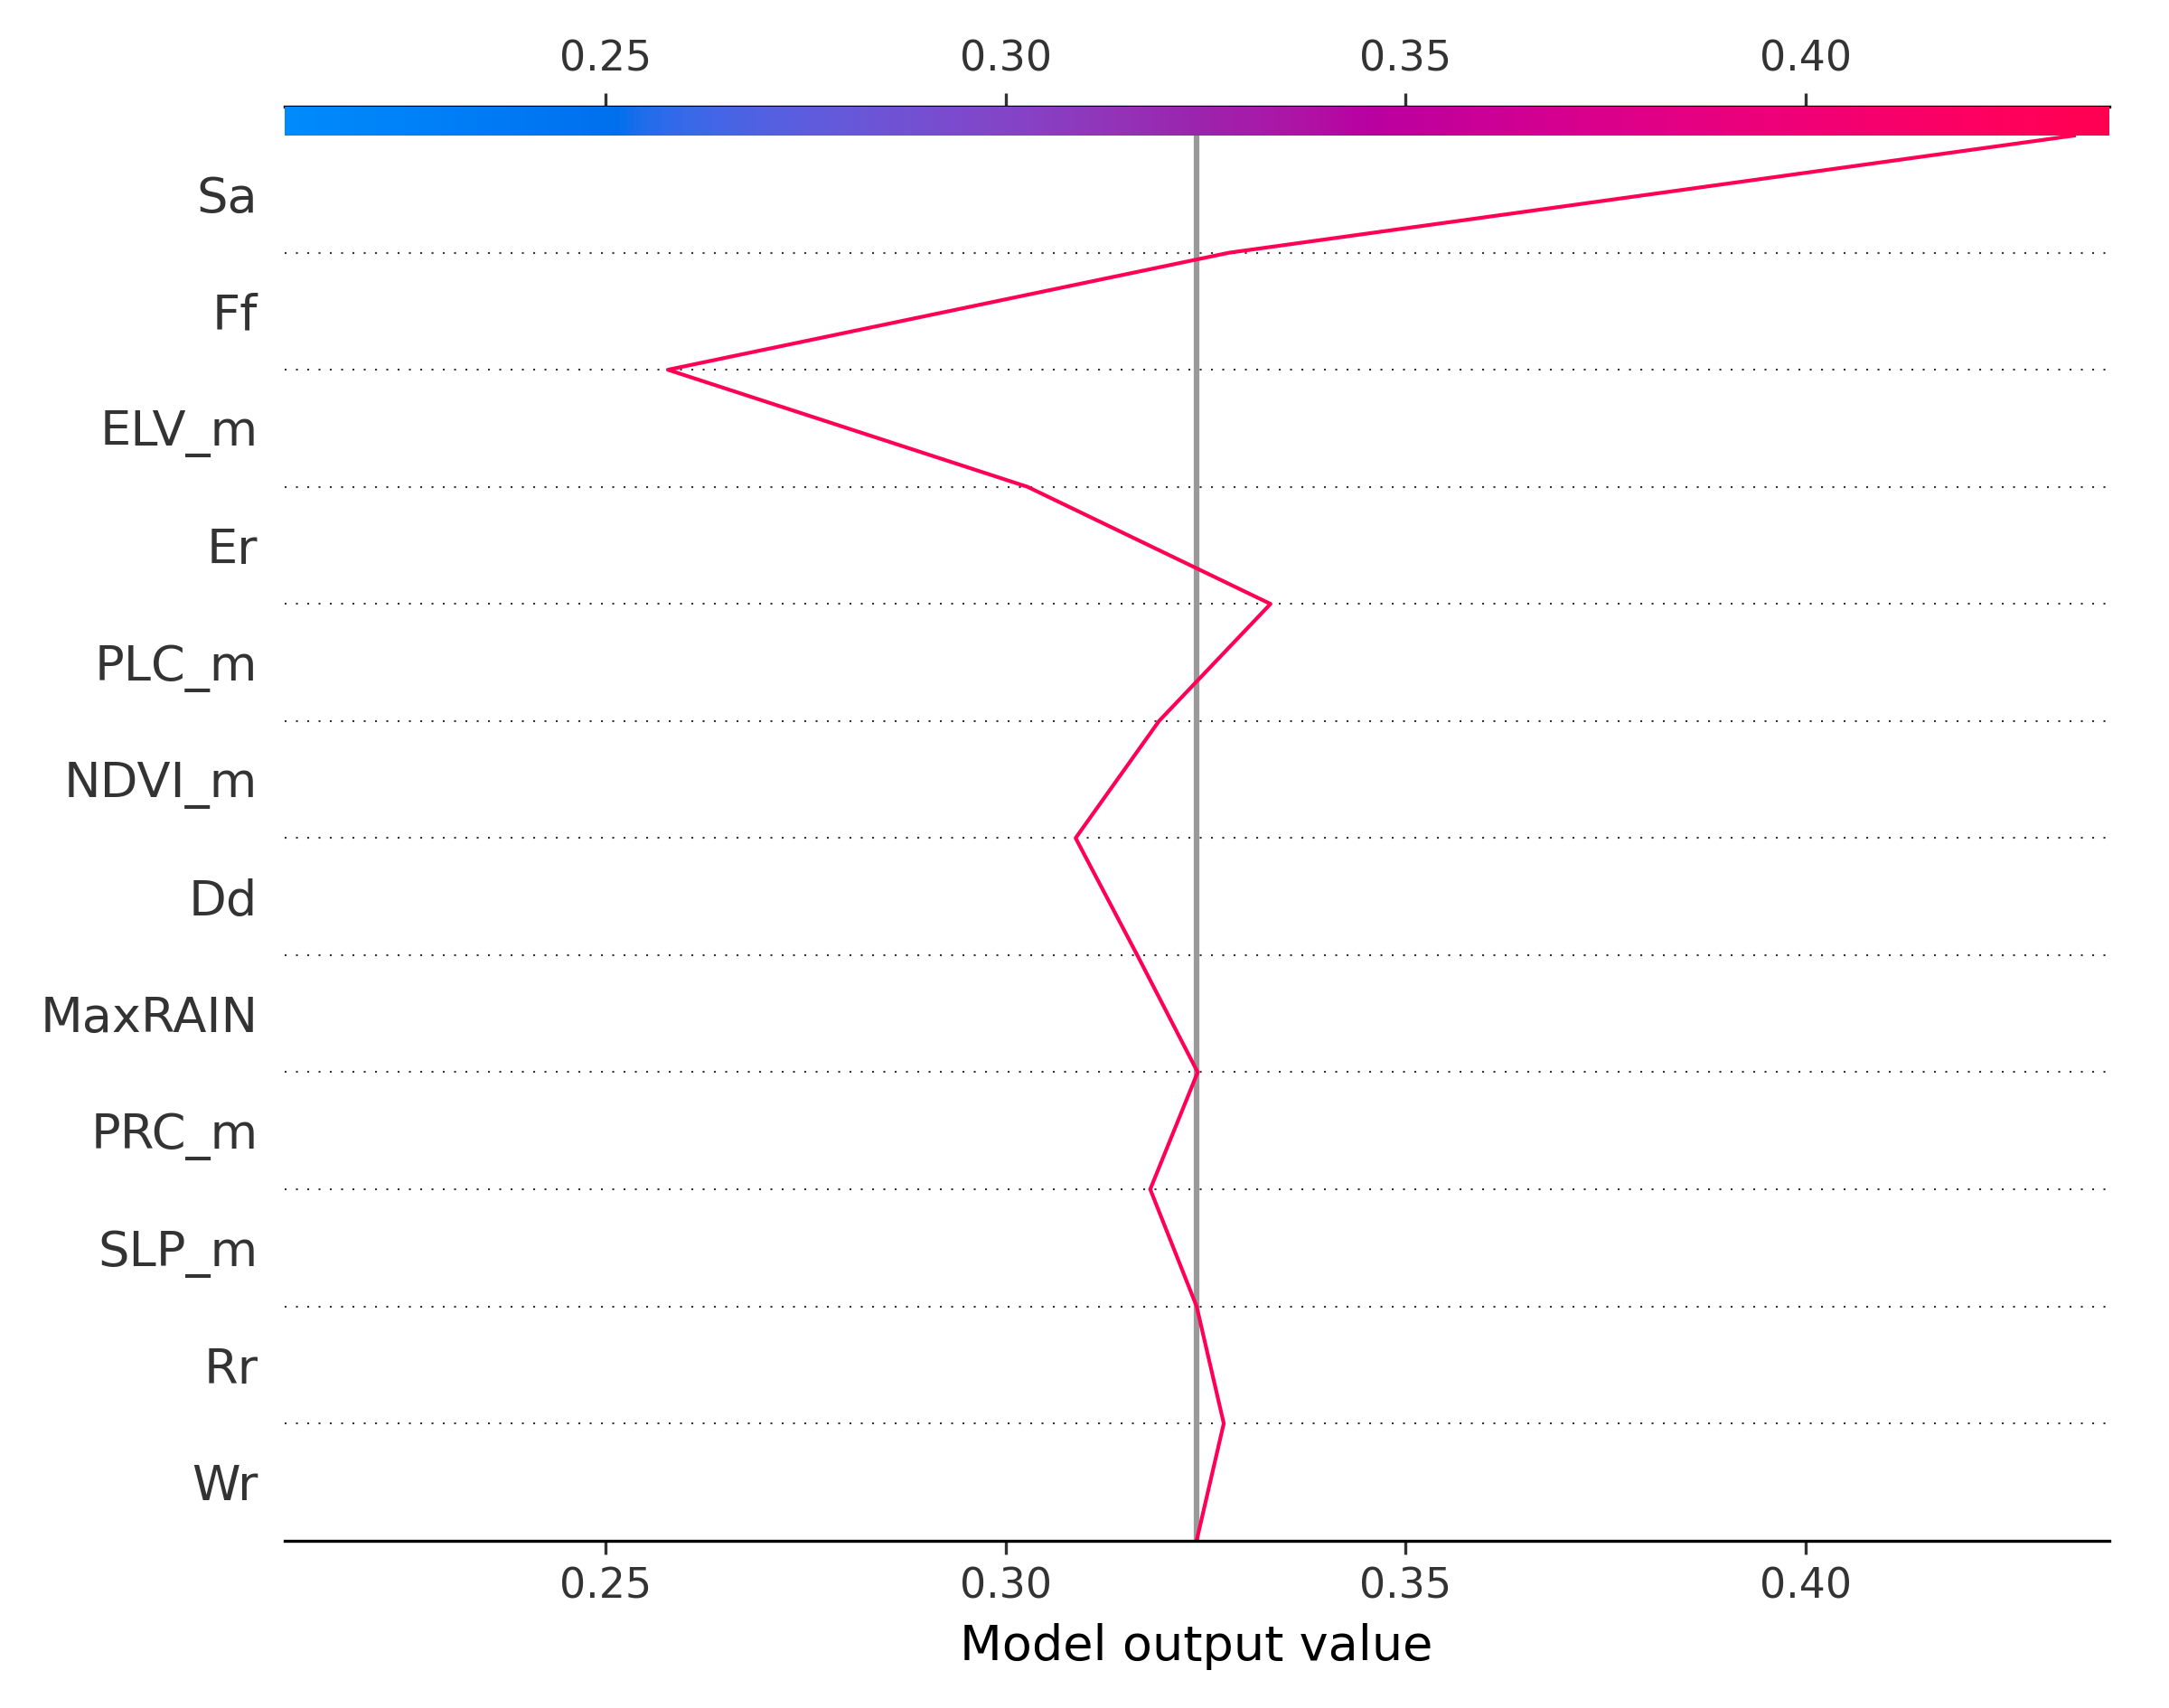 0.25 0.30 0.35 0.40
Sa
Ff
ELV_m
Er
PLC_m
NDVI_m
Dd
MaxRAIN
PRC_m
SLP_m
Rr
Wr
0.25 0.30 0.35 0.40
Model output value